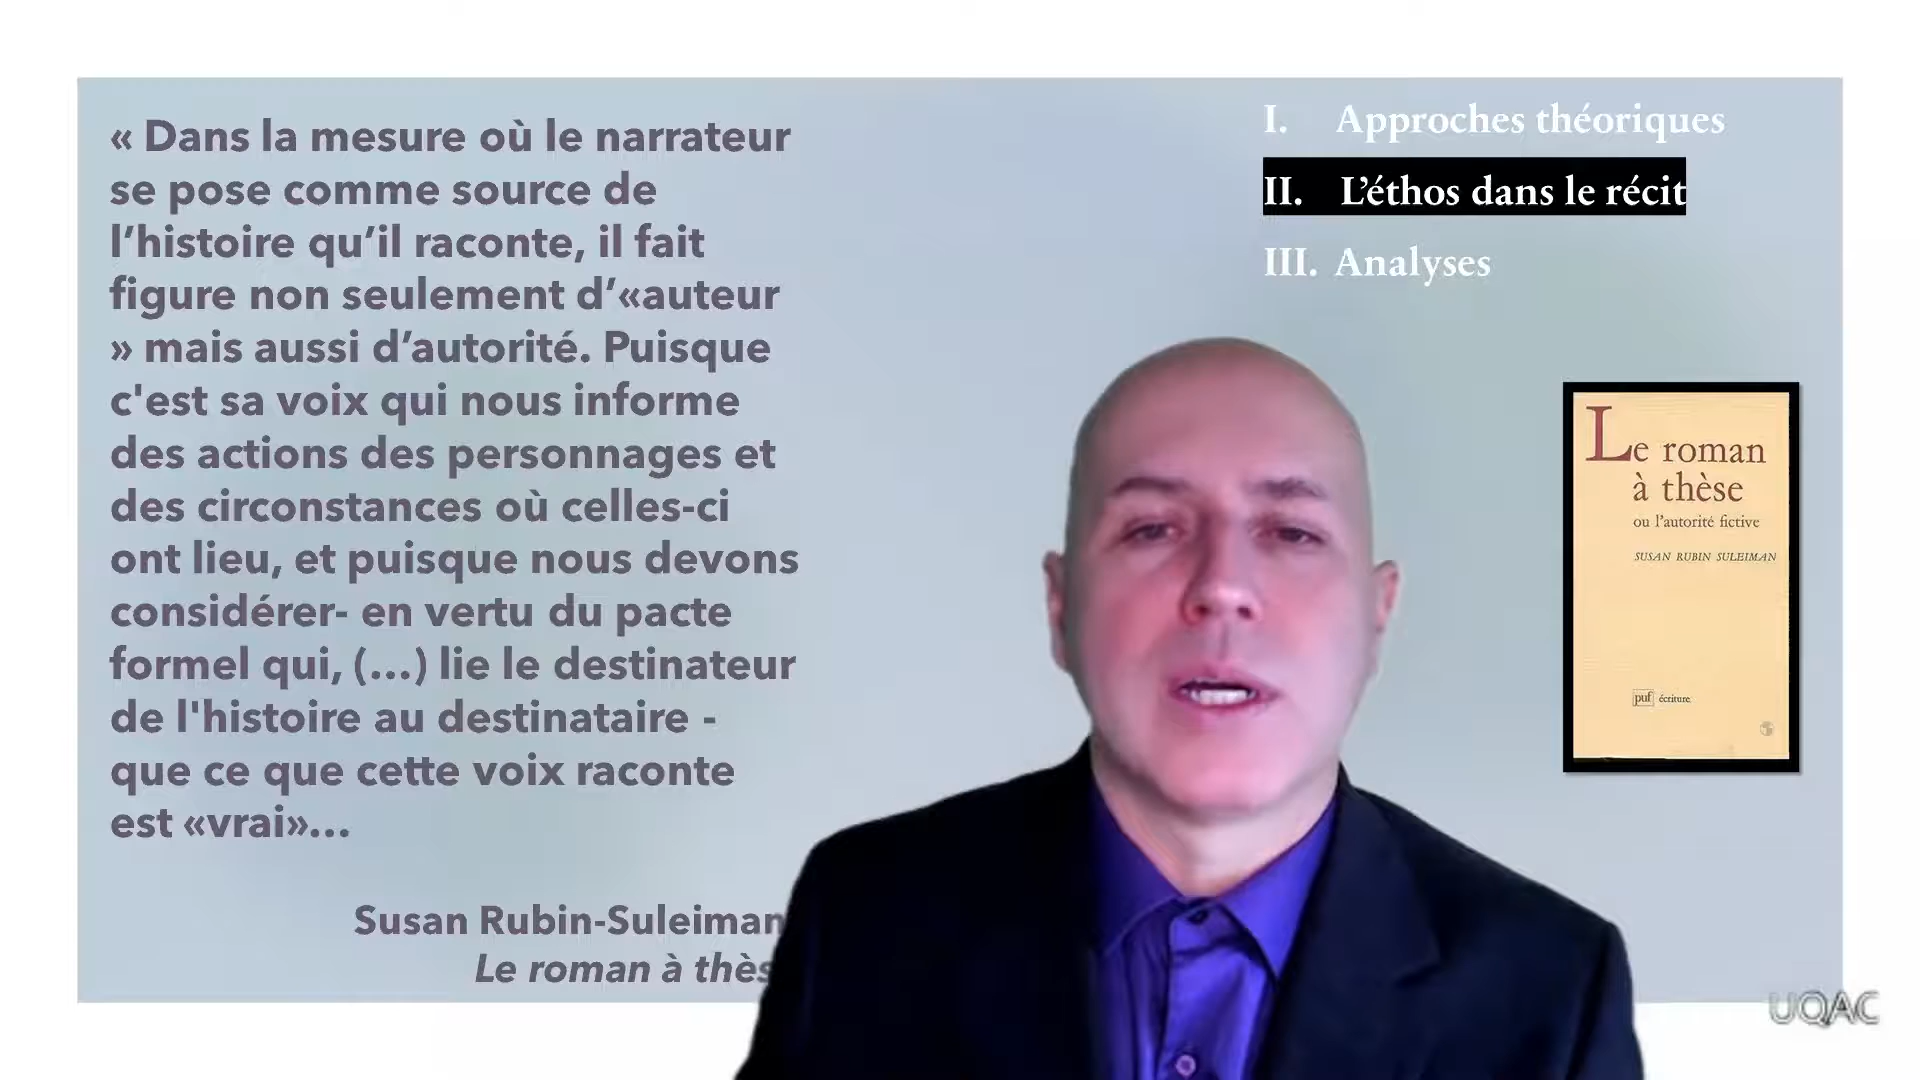 « Dans la mesure où le narrateur
se pose comme source de
l’histoire qu’il raconte, il fait
figure non seulement d’«auteur
» mais aussi d’autorité. Puisque
c'est sa voix qui nous informe
des actions des personnages et
des circonstances où celles-ci
ont lieu, et puisque nous devons
considérer- en vertu du pacte
formel qui, (…) lie le destinateur
de l'histoire au destinataire -
que ce que cette voix raconte
est «vrai»…
Susan Rubin-Suleiman
Le roman à thès
I. Approches théoriques
II. L’éthos dans le récit
III. Analyses
Le roman
à thèse
ou l’autorité fictive
SUSAN RUBIN SULEIMAN
puf écriture
UQAC